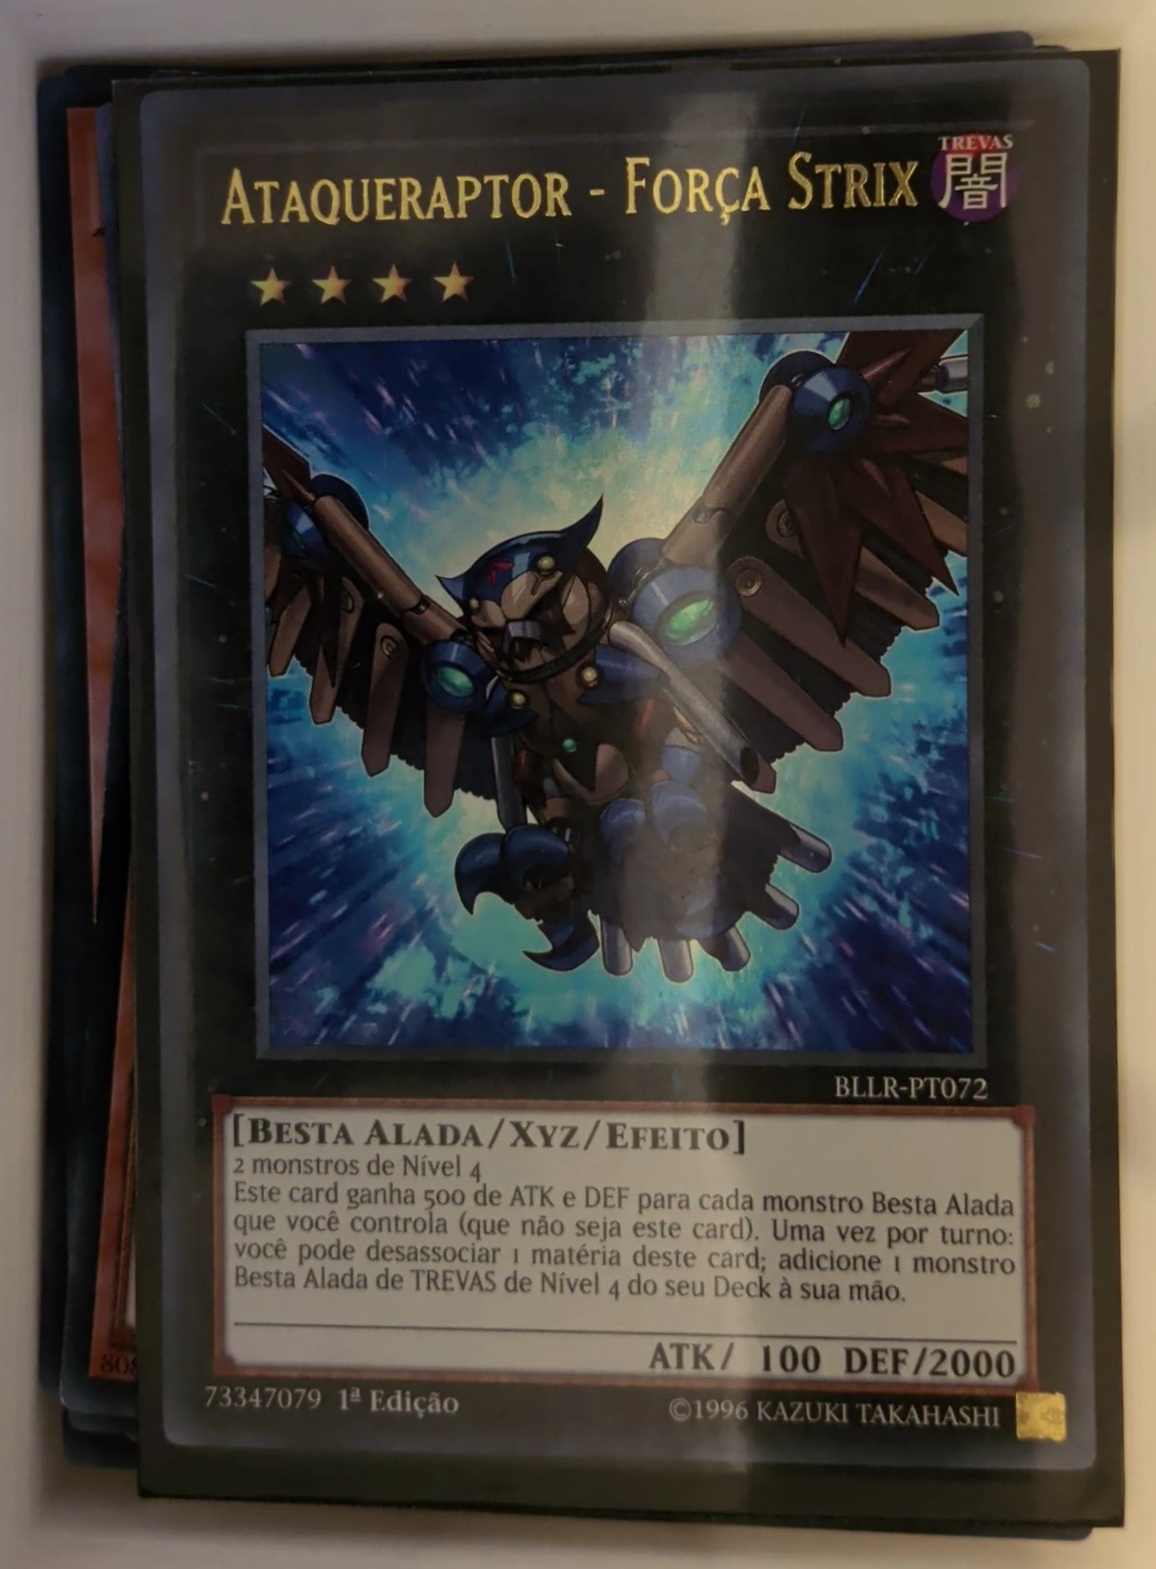 ATAQUERAPTOR - FORÇA STRIX
TREVAS
闇
BLLR-PT072
[BESTA ALADA/XYZ/EFEITO]
2 monstros de Nível 4
Este card ganha 500 de ATK e DEF para cada monstro Besta Alada
que você controla (que não seja este card). Uma vez por turno:
você pode desassociar 1 matéria deste card; adicione 1 monstro
Besta Alada de TREVAS de Nível 4 do seu Deck à sua mão.
ATK/ 100 DEF/2000
73347079 1ª Edição
©1996 KAZUKI TAKAHASHI